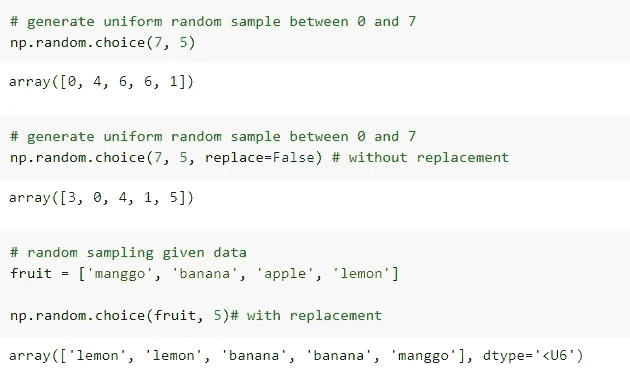 # generate uniform random sample between 0 and 7
np.random.choice(7, 5)
array([0, 4, 6, 6, 1])
# generate uniform random sample between 0 and 7
np.random.choice(7, 5, replace=False) # without replacement
array([3, 0, 4, 1, 5])
# random sampling given data
fruit = ['manggo', 'banana', 'apple', 'lemon']
np.random.choice(fruit, 5)# with replacement
array(['lemon', 'lemon', 'banana', 'banana', 'manggo'], dtype='<U6')